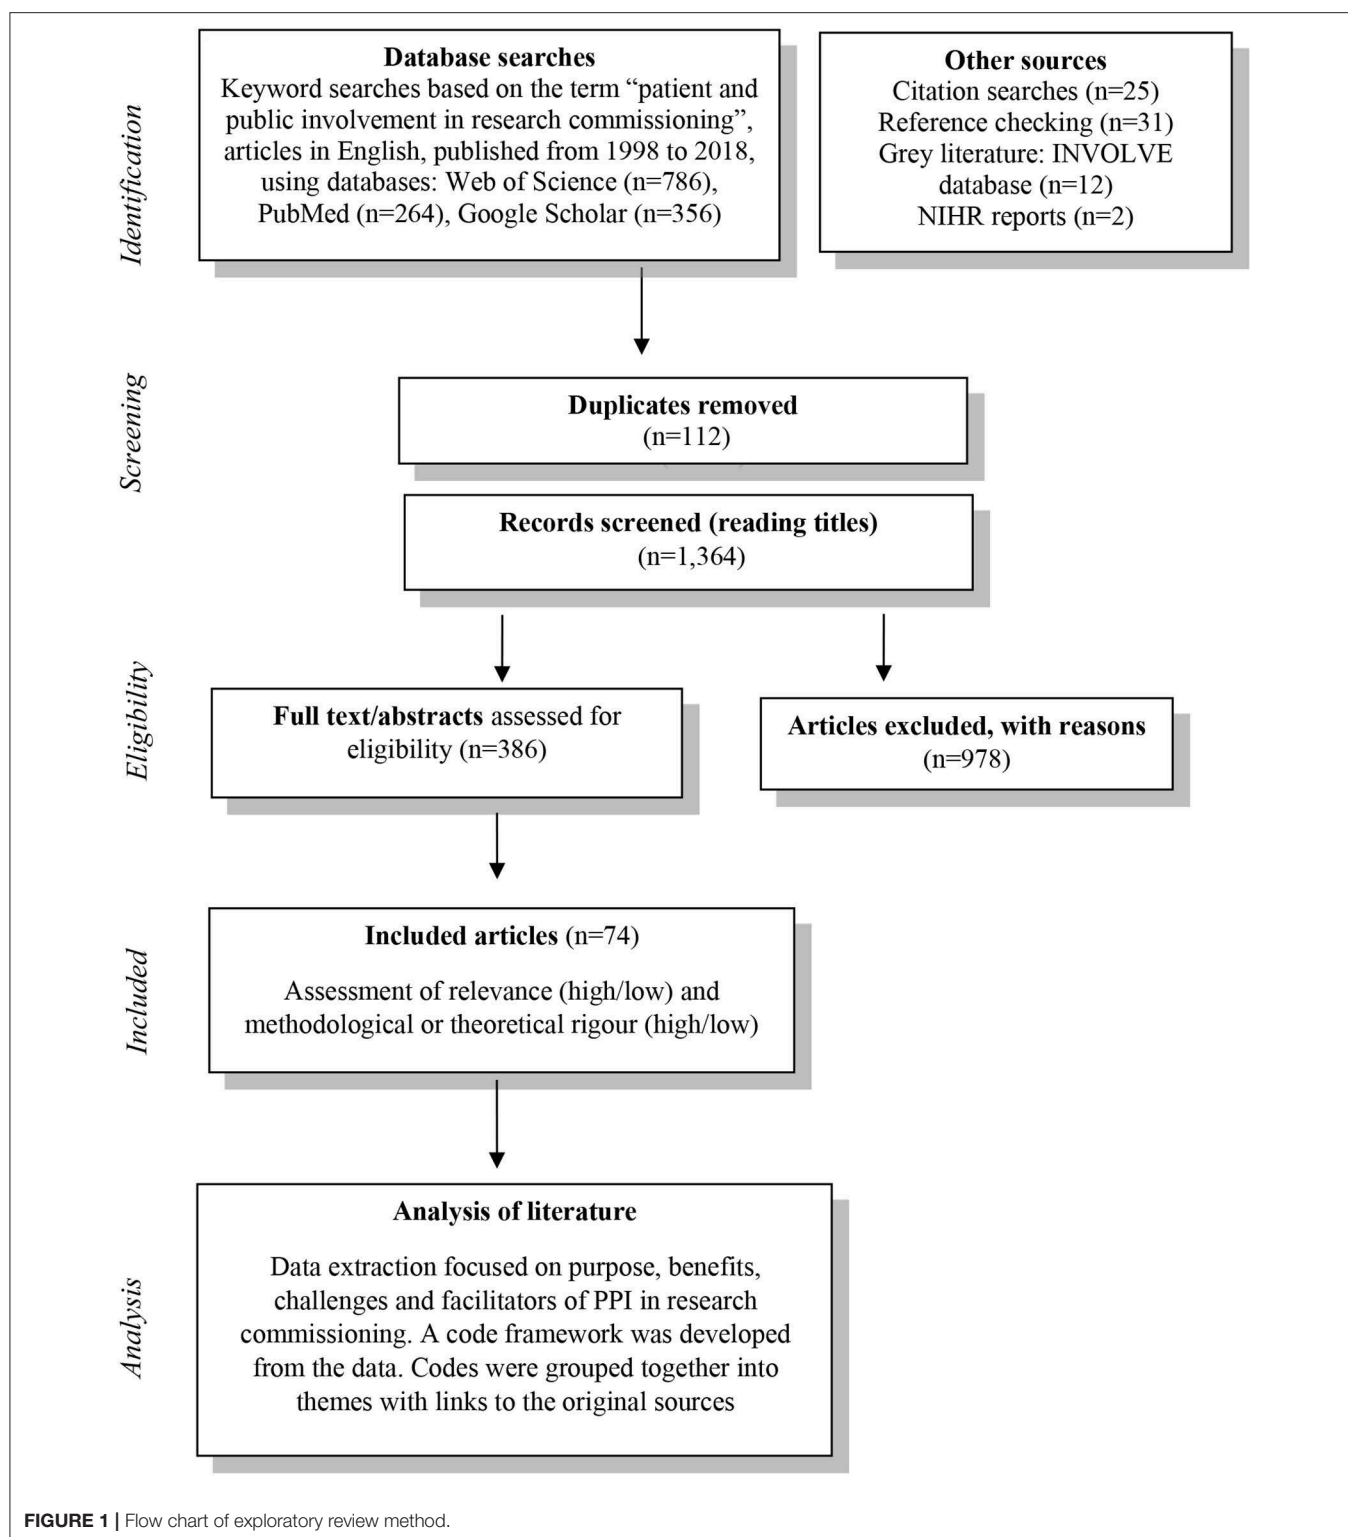 Identification
Database searches
Keyword searches based on the term “patient and
public involvement in research commissioning”,
articles in English, published from 1998 to 2018,
using databases: Web of Science (n=786),
PubMed (n=264), Google Scholar (n=356)
Other sources
Citation searches (n=25)
Reference checking (n=31)
Grey literature: INVOLVE
database (n=12)
NIHR reports (n=2)
Screening
Duplicates removed
(n=112)
Records screened (reading titles)
(n=1,364)
Eligibility
Full text/abstracts assessed for
eligibility (n=386)
Articles excluded, with reasons
(n=978)
Included
Included articles (n=74)
Assessment of relevance (high/low) and
methodological or theoretical rigour (high/low)
Analysis
Analysis of literature
Data extraction focused on purpose, benefits,
challenges and facilitators of PPI in research
commissioning. A code framework was developed
from the data. Codes were grouped together into
themes with links to the original sources
FIGURE 1 | Flow chart of exploratory review method.